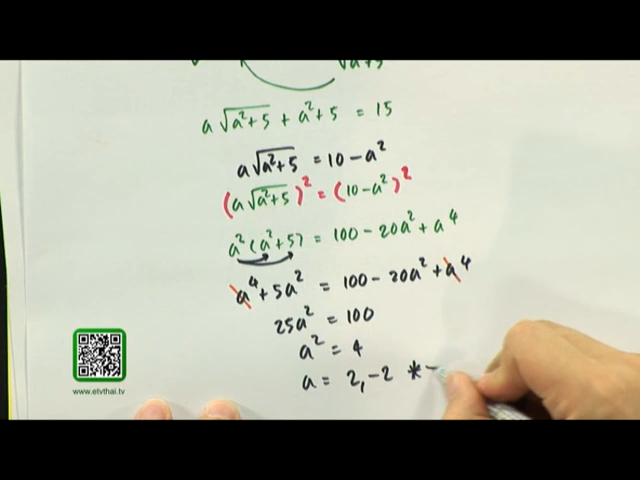 a√(a²+5) + a²+5 = 15
a√(a²+5) = 10 - a²
(a√(a²+5))² = (10 - a²)²
a²(a²+5) = 100 - 20a² + a⁴
a⁴ + 5a² = 100 - 20a² + a⁴
25a² = 100
a² = 4
a = 2, -2 *
www.etvthai.tv